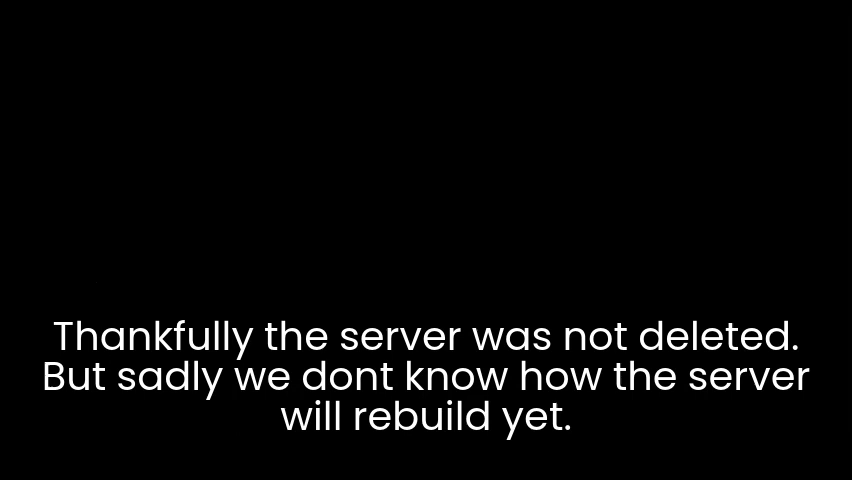 Thankfully the server was not deleted.
But sadly we dont know how the server
will rebuild yet.